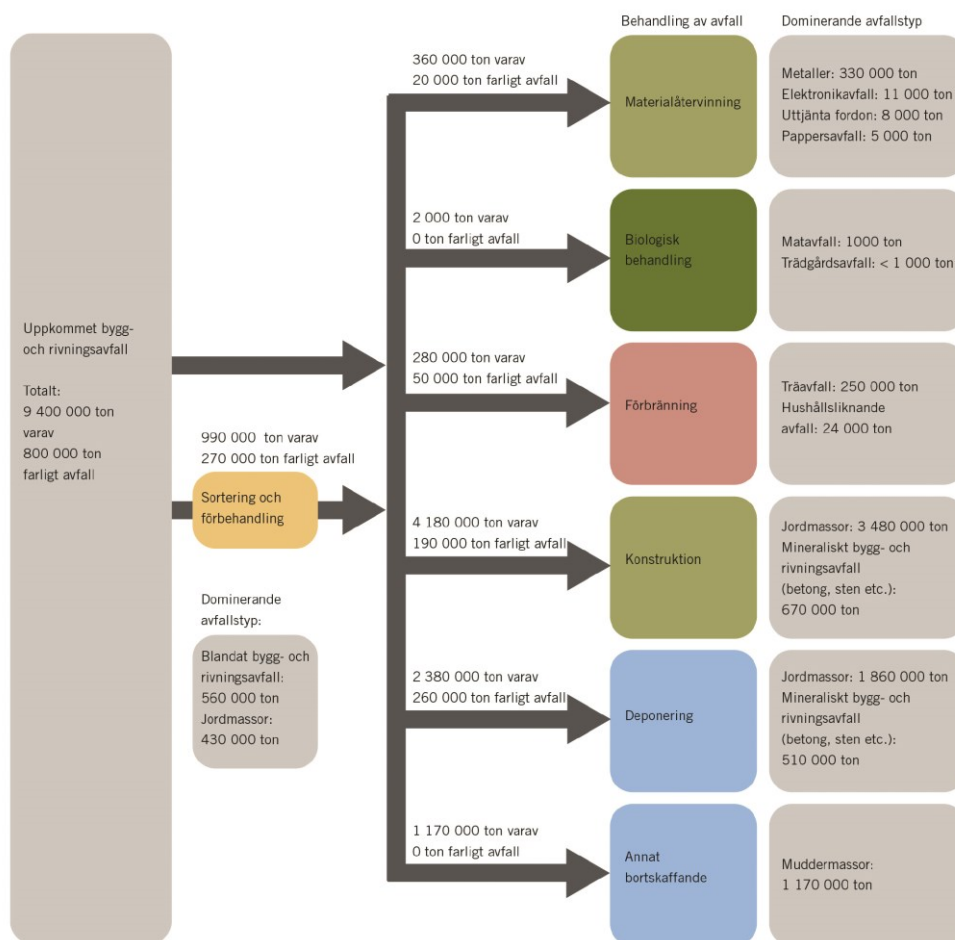 Behandling av avfall
Dominerande avfallstyp
Uppkommet bygg-
och rivningsavfall
Totalt:
9 400 000 ton
varav
800 000 ton
farligt avfall
990 000 ton varav
270 000 ton farligt avfall
Sortering och
förbehandling
Dominerande
avfallstyp:
Blandat bygg- och
rivningsavfall:
560 000 ton
Jordmassor:
430 000 ton
360 000 ton varav
20 000 ton farligt avfall
Materialåtervinning
Metaller: 330 000 ton
Elektronikavfall: 11 000 ton
Uttjänta fordon: 8 000 ton
Pappersavfall: 5 000 ton
2 000 ton varav
0 ton farligt avfall
Biologisk
behandling
Matavfall: 1000 ton
Trädgårdsavfall: < 1 000 ton
280 000 ton varav
50 000 ton farligt avfall
Förbränning
Träavfall: 250 000 ton
Hushållsliknande
avfall: 24 000 ton
4 180 000 ton varav
190 000 ton farligt avfall
Konstruktion
Jordmassor: 3 480 000 ton
Mineraliskt bygg- och
rivningsavfall
(betong, sten etc.):
670 000 ton
2 380 000 ton varav
260 000 ton farligt avfall
Deponering
Jordmassor: 1 860 000 ton
Mineraliskt bygg- och
rivningsavfall
(betong, sten etc.):
510 000 ton
1 170 000 ton varav
0 ton farligt avfall
Annat
bortskaffande
Muddermassor:
1 170 000 ton